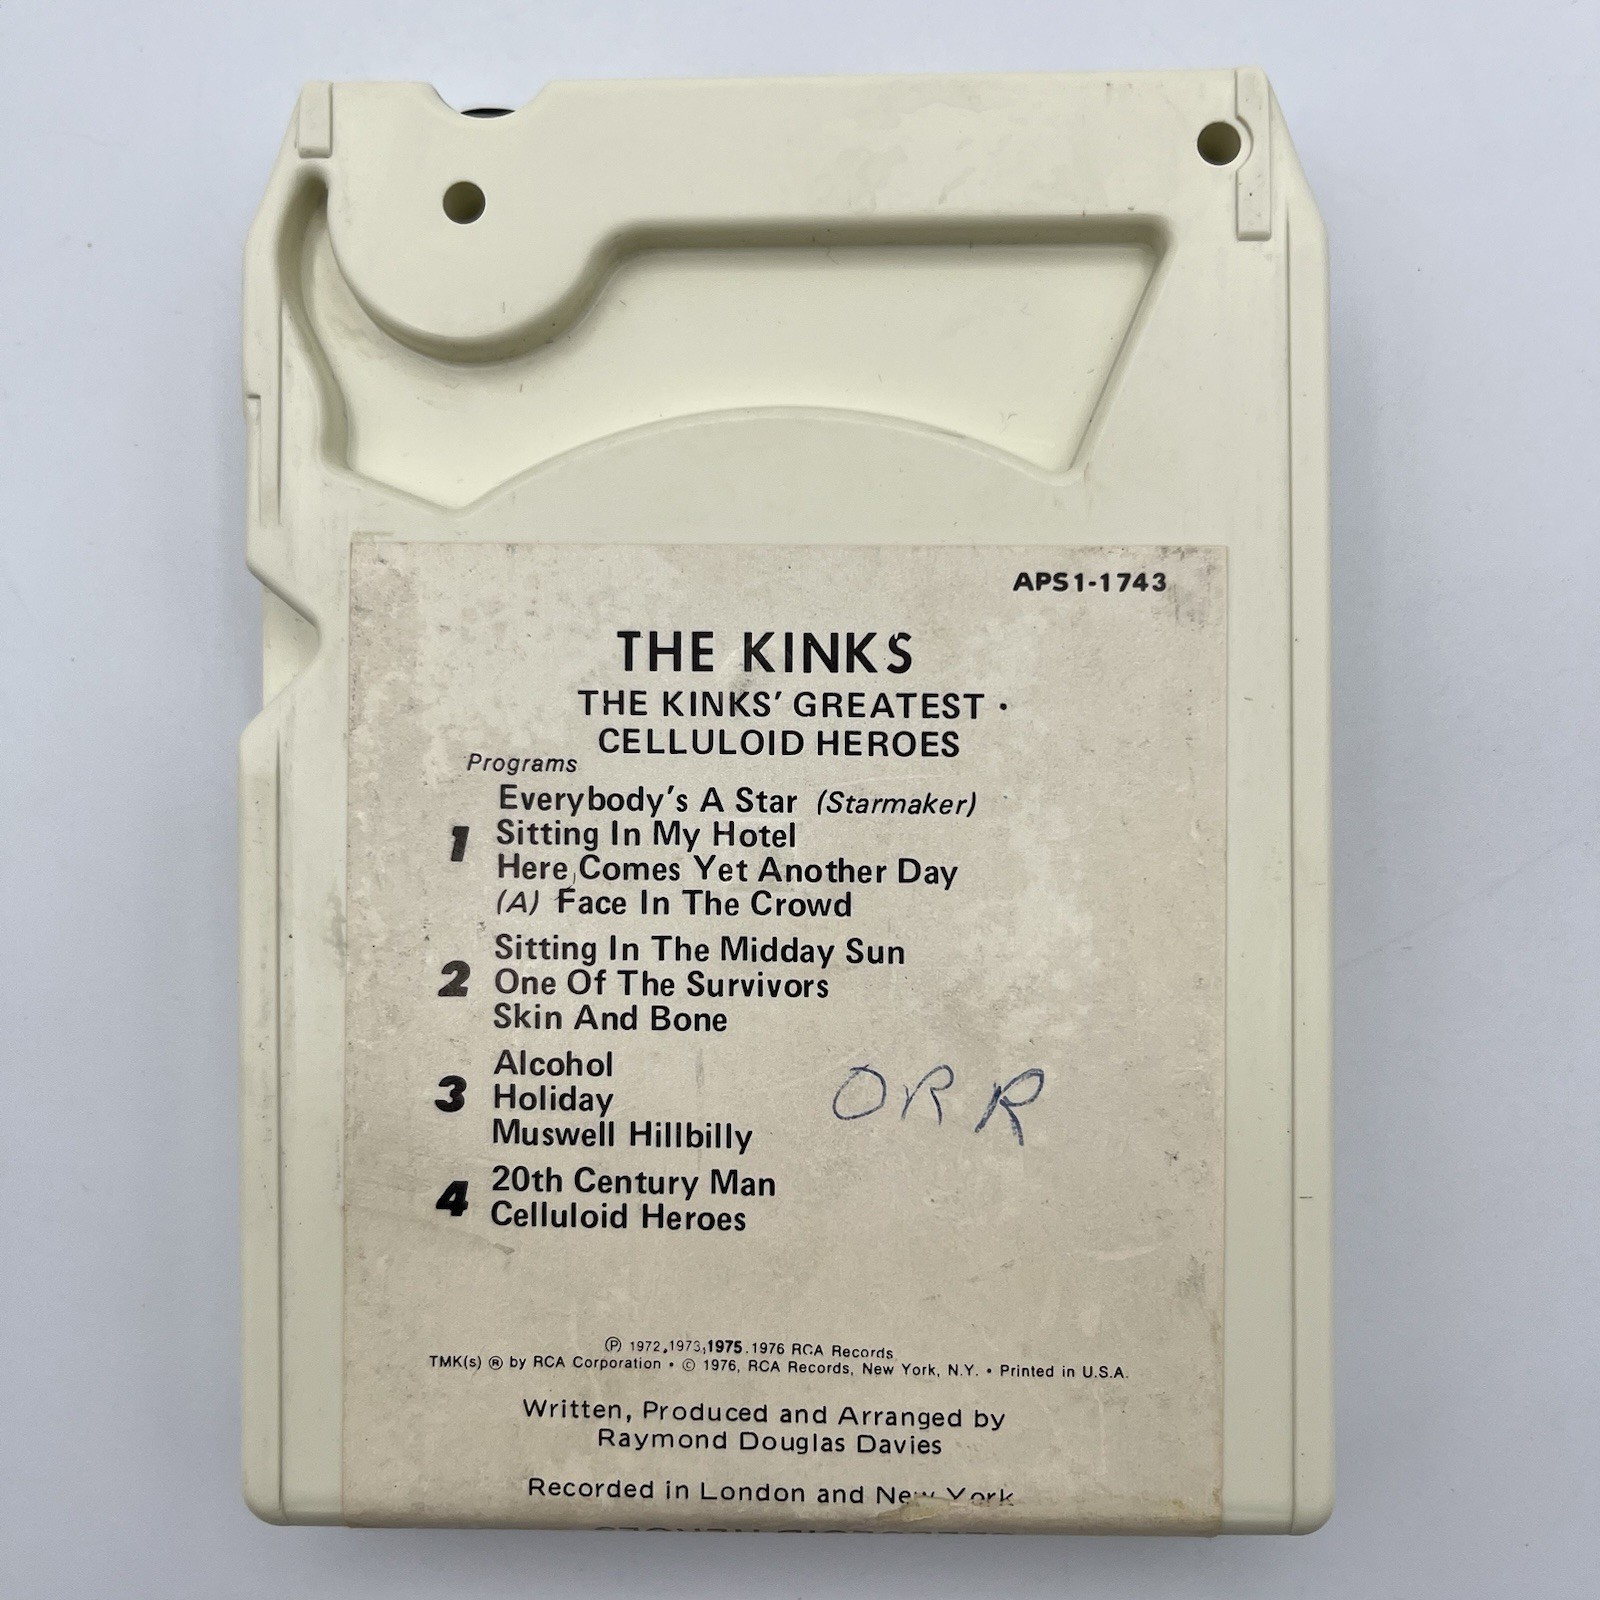 APS1-1743
THE KINKS
THE KINKS' GREATEST •
CELLULOID HEROES
Programs
Everybody's A Star (Starmaker)
1 Sitting In My Hotel
Here Comes Yet Another Day
(A) Face In The Crowd
Sitting In The Midday Sun
2 One Of The Survivors
Skin And Bone
Alcohol
3 Holiday
Muswell Hillbilly
ORR
4 20th Century Man
Celluloid Heroes
Ⓟ 1972,1973,1975.1976 RCA Records
TMK(s) ® by RCA Corporation • © 1976, RCA Records, New York, N.Y. • Printed in U.S.A.
Written, Produced and Arranged by
Raymond Douglas Davies
Recorded in London and New York